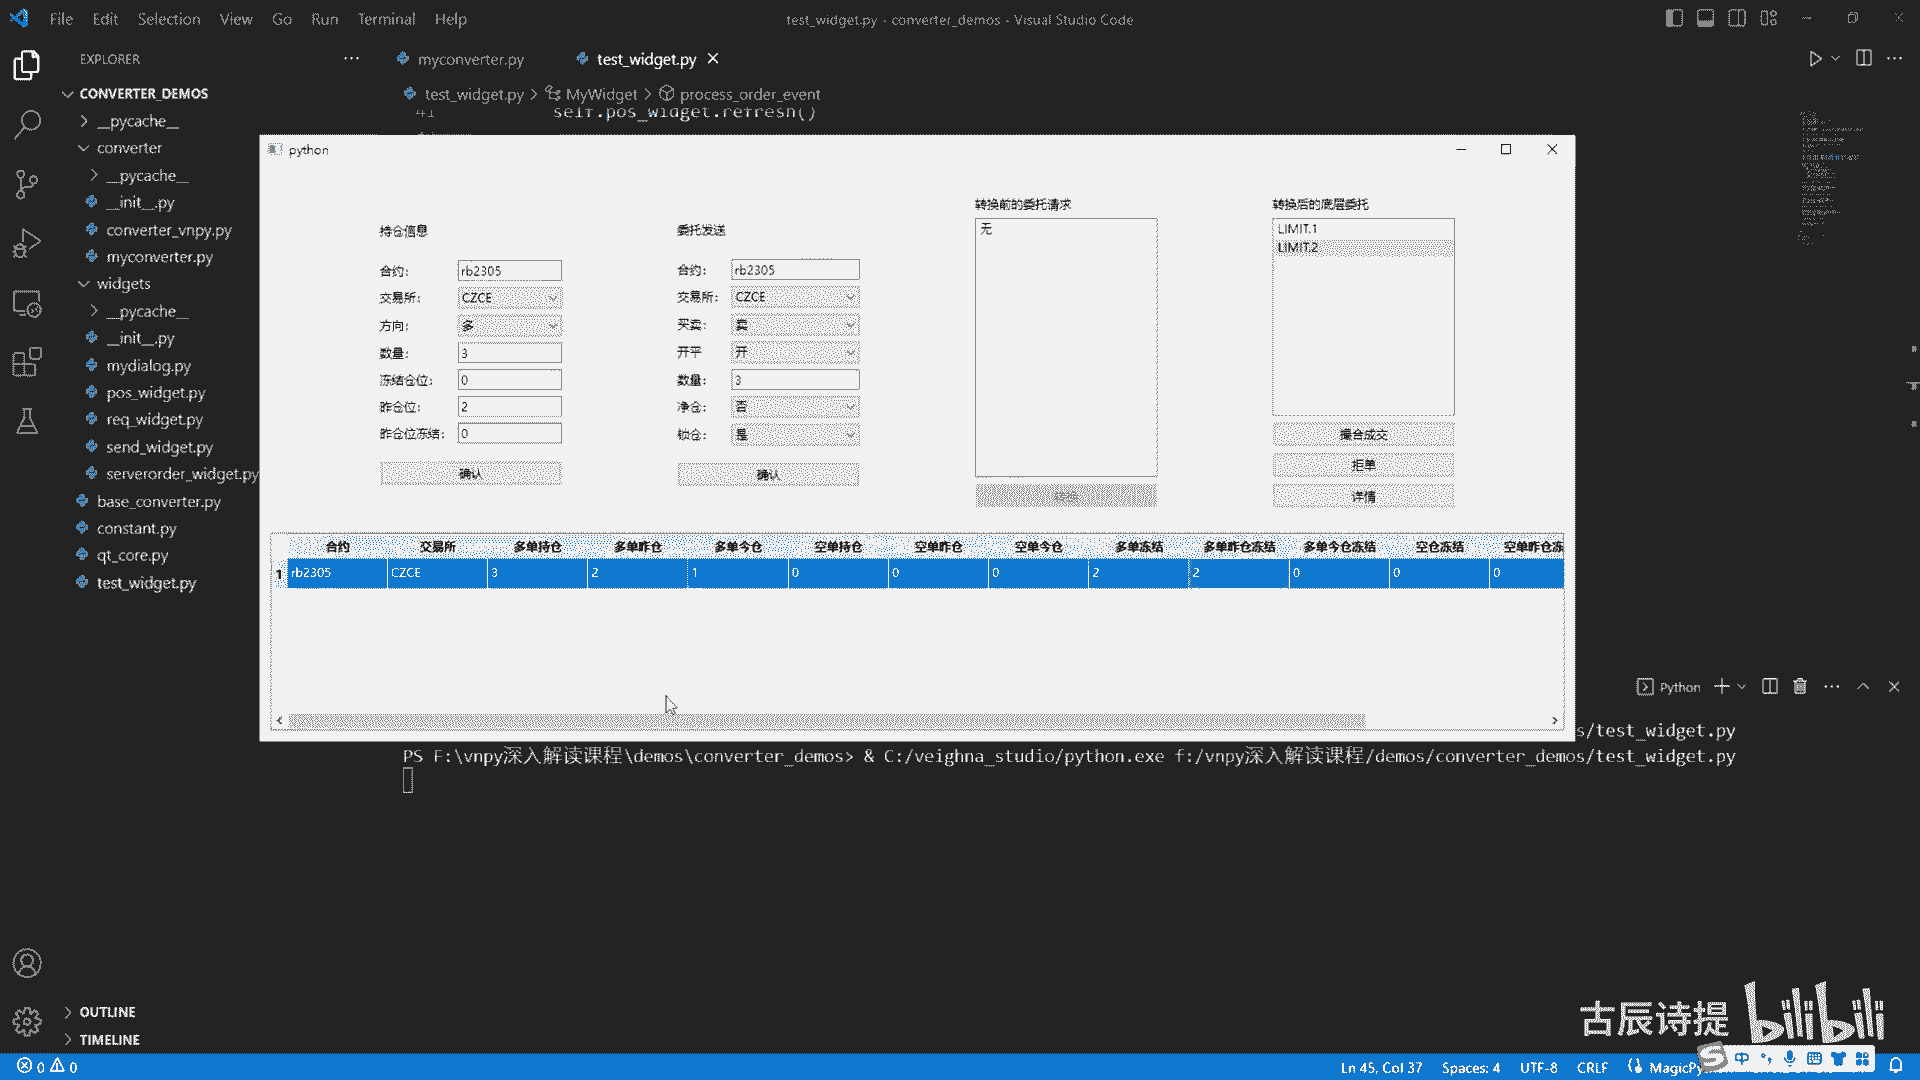 File Edit Selection View Go Run Terminal Help
test_widget.py - converter_demos - Visual Studio Code
EXPLORER
myconverter.py
test_widget.py
CONVERTER_DEMOS
test_widget.py > MyWidget > process_order_event
41 self.pos_widget.refresh()
__pycache__
converter
__pycache__
__init__.py
converter_vnpy.py
myconverter.py
widgets
__pycache__
__init__.py
mydialog.py
pos_widget.py
req_widget.py
send_widget.py
serverorder_widget.py
base_converter.py
constant.py
qt_core.py
test_widget.py
python
持仓信息
合约: rb2305
交易所: CZCE
方向: 多
数量: 3
冻结仓位: 0
昨仓位: 2
昨仓位冻结: 0
确认
委托发送
合约: rb2305
交易所: CZCE
买卖: 卖
开平 开
数量: 3
净仓: 否
锁仓: 是
确认
转换前的委托请求
无
转换后的底层委托
LIMIT.1
LIMIT.2
撮合成交
拒单
详情
合约 交易所 多单持仓 多单昨仓 多单今仓 空单持仓 空单昨仓 空单今仓 多单冻结 多单昨仓冻结 多单今仓冻结 空仓冻结 空单昨仓冻
1 rb2305 CZCE 3 2 1 0 0 0 2 2 0 0 0
Python
s/test_widget.py
PS F:\vnpy深入解读课程\demos\converter_demos> & C:/veighna_studio/python.exe f:/vnpy深入解读课程/demos/converter_demos/test_widget.py
OUTLINE
TIMELINE
古辰诗提 bilibili
中
0 0
Ln 45, Col 37 Spaces: 4 UTF-8 CRLF MagicPy